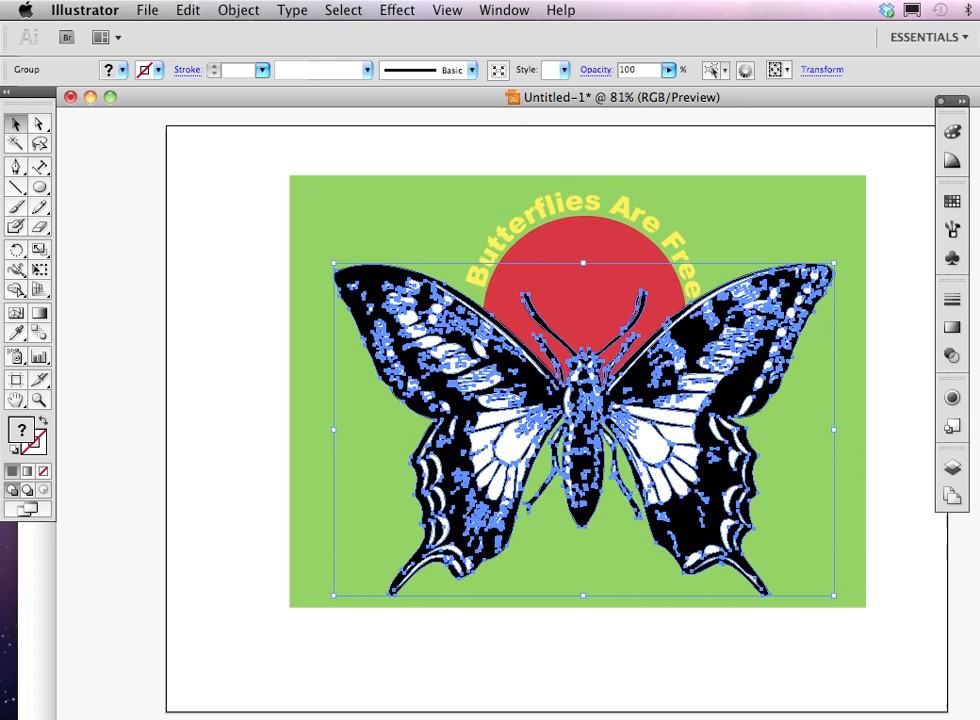 Illustrator File Edit Object Type Select Effect View Window Help
Ai Br ESSENTIALS
Group ? Stroke: Basic Style: Opacity: 100 % Transform
Untitled-1* @ 81% (RGB/Preview)
Butterflies Are Free
?